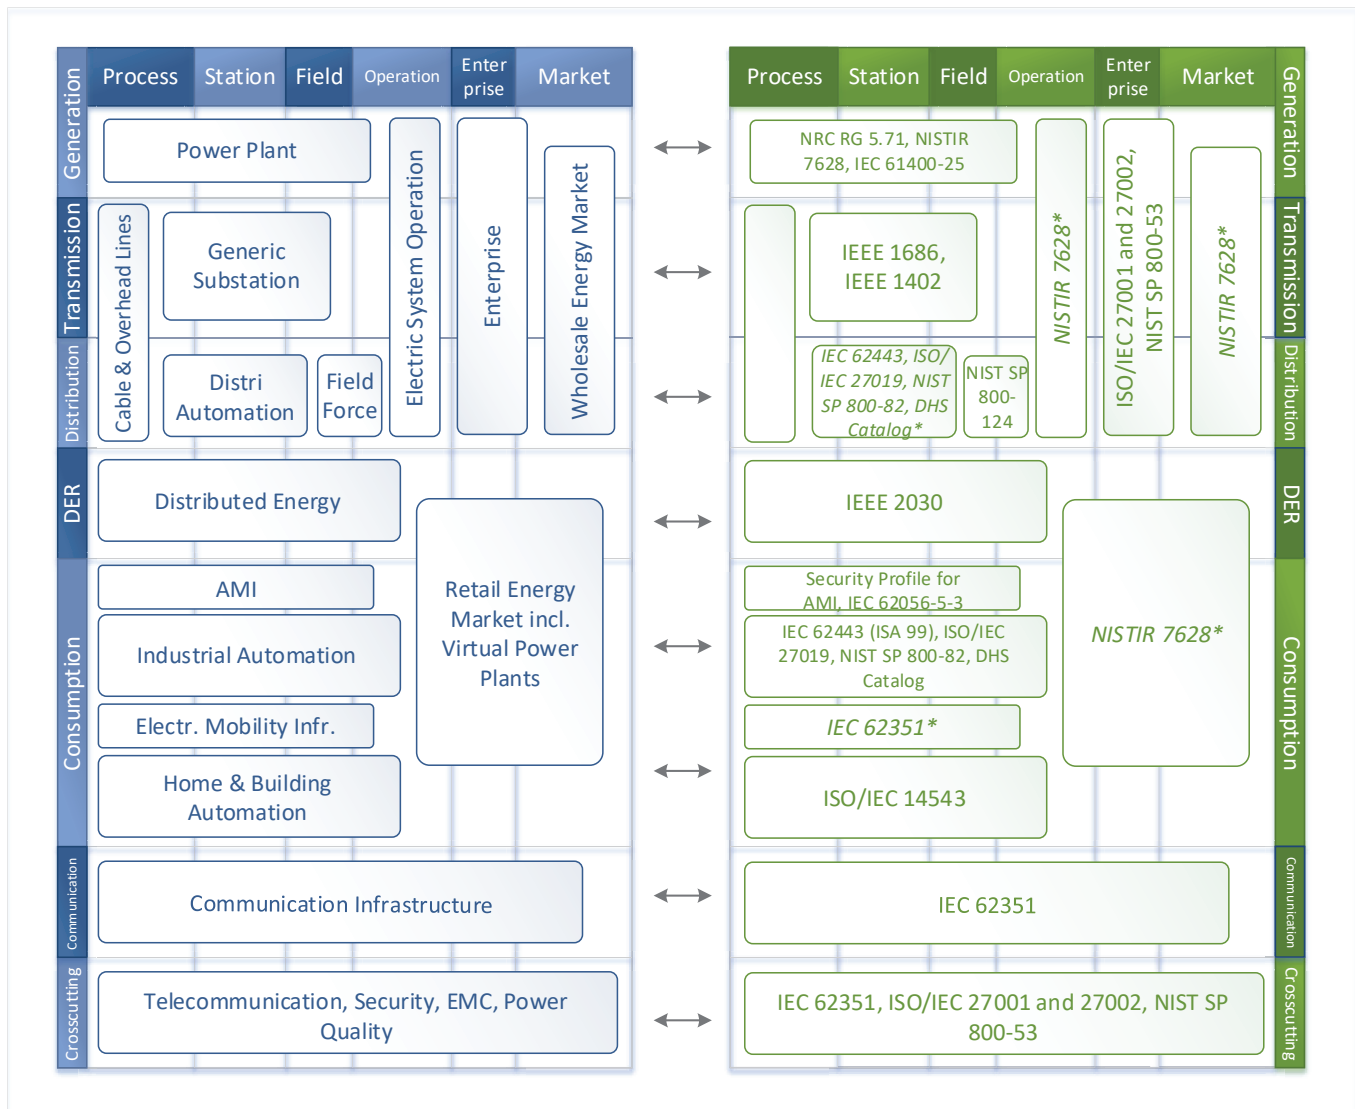 Process
Station
Field
Operation
Enter
prise
Market
Generation
Transmission
Distribution
DER
Consumption
Communication
Crosscutting
Power Plant
Cable & Overhead Lines
Generic
Substation
Distri
Automation
Field
Force
Electric System Operation
Enterprise
Wholesale Energy Market
Distributed Energy
AMI
Industrial Automation
Electr. Mobility Infr.
Home & Building
Automation
Retail Energy
Market incl.
Virtual Power
Plants
Communication Infrastructure
Telecommunication, Security, EMC, Power
Quality
Process
Station
Field
Operation
Enter
prise
Market
Generation
Transmission
Distribution
DER
Consumption
Communication
Crosscutting
NRC RG 5.71, NISTIR
7628, IEC 61400-25
IEEE 1686,
IEEE 1402
IEC 62443, ISO/
IEC 27019, NIST
SP 800-82, DHS
Catalog*
NIST SP
800-
124
NISTIR 7628*
ISO/IEC 27001 and 27002,
NIST SP 800-53
NISTIR 7628*
IEEE 2030
Security Profile for
AMI, IEC 62056-5-3
IEC 62443 (ISA 99), ISO/IEC
27019, NIST SP 800-82, DHS
Catalog
IEC 62351*
ISO/IEC 14543
NISTIR 7628*
IEC 62351
IEC 62351, ISO/IEC 27001 and 27002, NIST SP
800-53